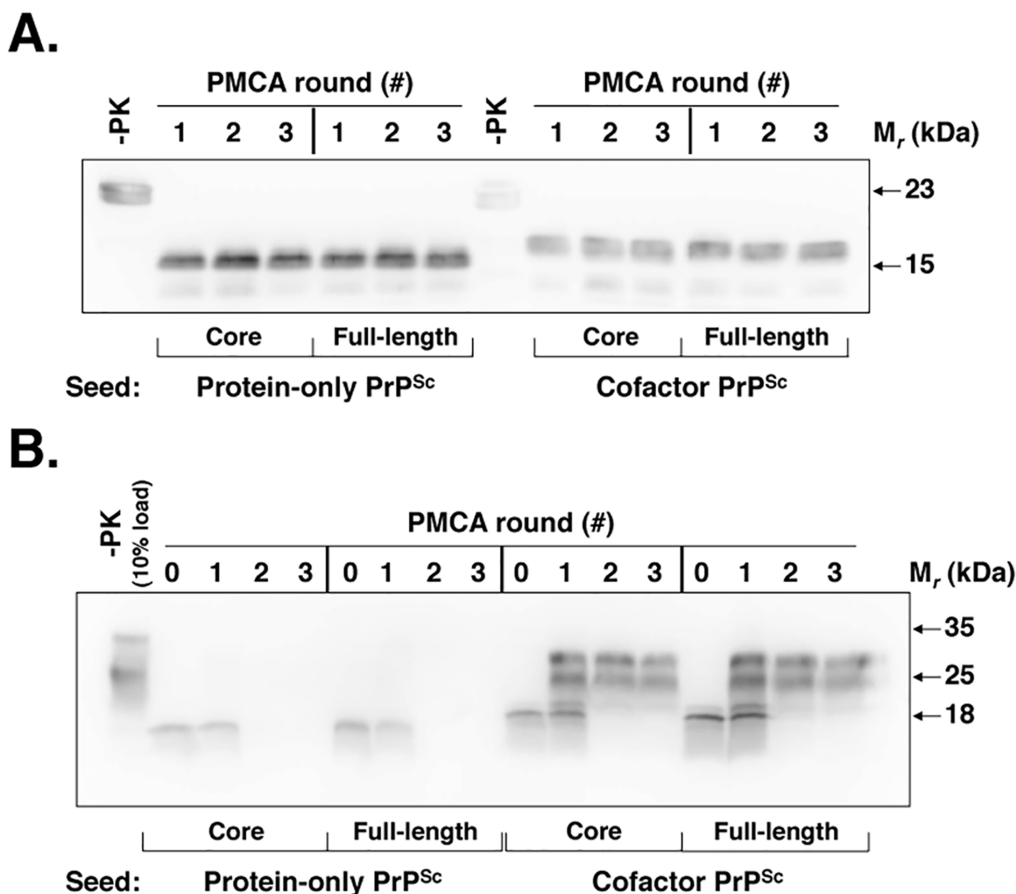 A.
PMCA round (#) PMCA round (#)
-PK 1 2 3 1 2 3 -PK 1 2 3 1 2 3 Mr (kDa)
←23
←15
Core Full-length Core Full-length
Seed: Protein-only PrPSc Cofactor PrPSc
B.
-PK (10% load) PMCA round (#)
0 1 2 3 0 1 2 3 0 1 2 3 0 1 2 3 Mr (kDa)
←35
←25
←18
Core Full-length Core Full-length
Seed: Protein-only PrPSc Cofactor PrPSc